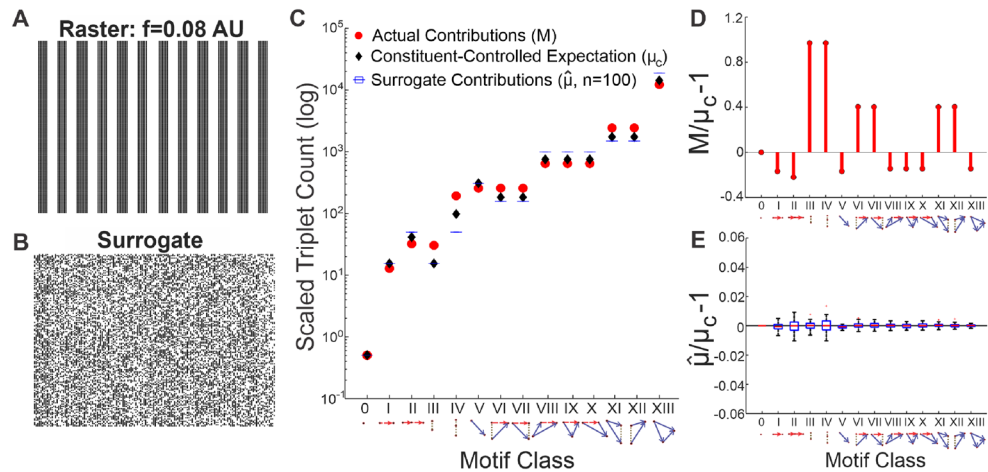 A
Raster: f=0.08 AU
B
Surrogate
C
Actual Contributions (M)
Constituent-Controlled Expectation (μc)
Surrogate Contributions (μ̂, n=100)
Scaled Triplet Count (log)
10^5
10^4
10^3
10^2
10^1
10^0
10^-1
0 I II III IV V VI VII VIII IX X XI XII XIII
Motif Class
D
M/μc-1
1.2
0.8
0.4
0
-0.4
0 I II III IV V VI VII VIII IX X XI XII XIII
E
μ̂/μc-1
0.06
0.04
0.02
0
-0.02
-0.04
-0.06
0 I II III IV V VI VII VIII IX X XI XII XIII
Motif Class